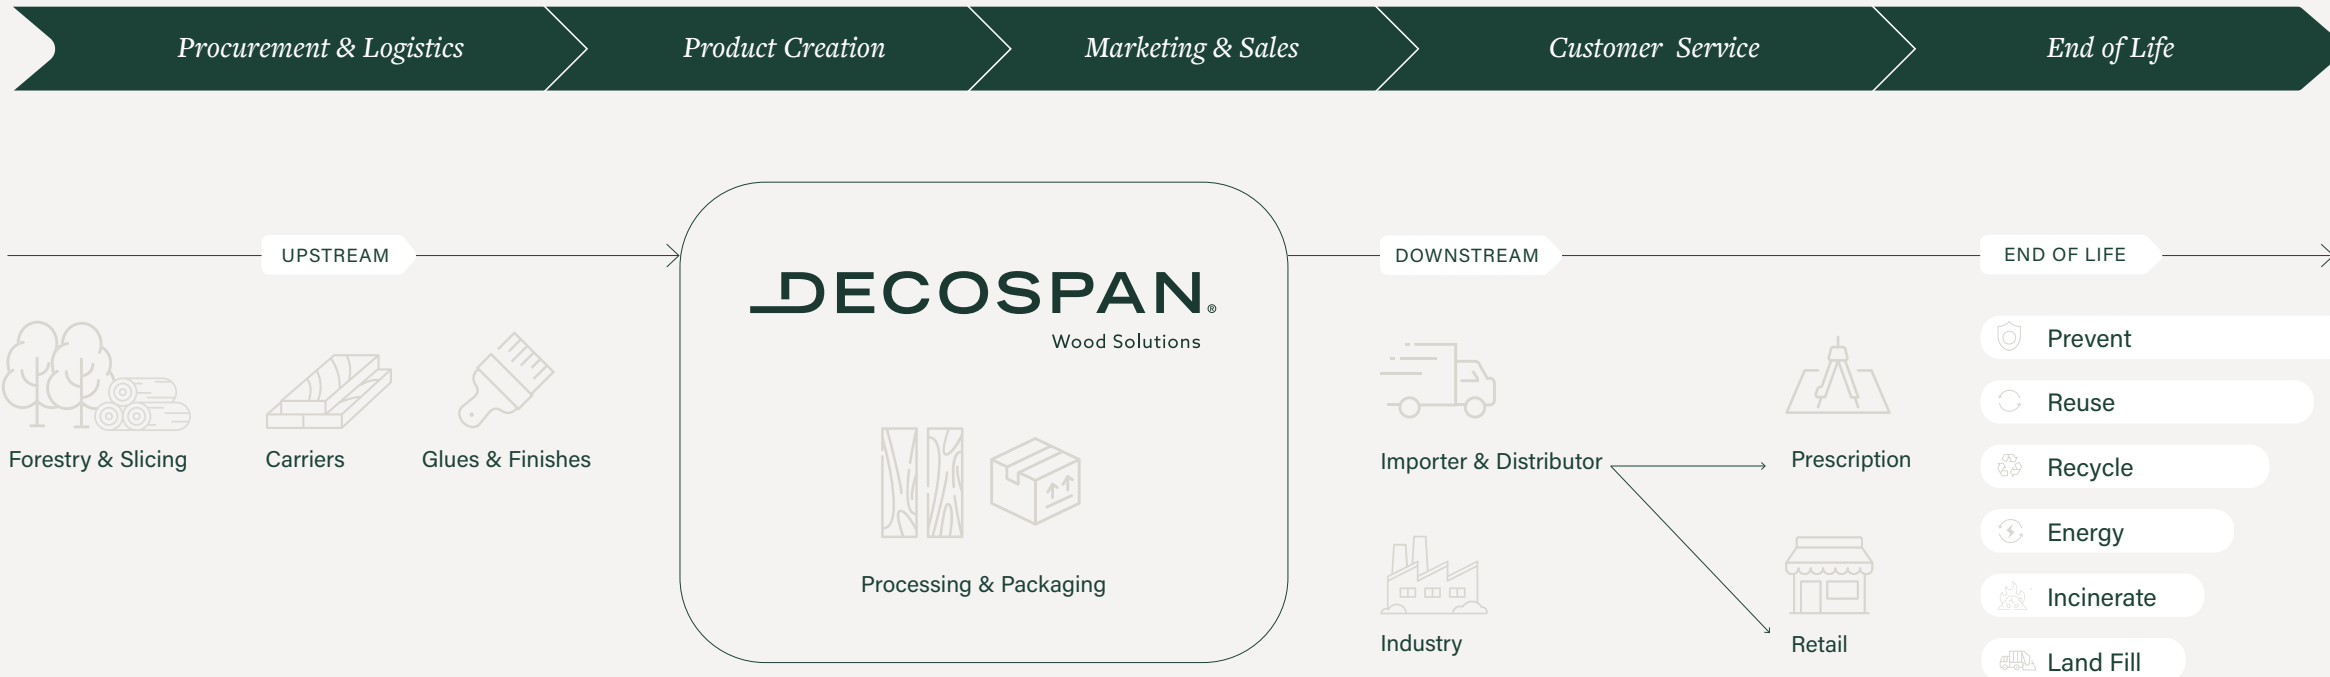 Procurement & Logistics
Product Creation
Marketing & Sales
Customer Service
End of Life
UPSTREAM
Forestry & Slicing
Carriers
Glues & Finishes
DECOSPAN®
Wood Solutions
Processing & Packaging
DOWNSTREAM
Importer & Distributor
Prescription
Industry
Retail
END OF LIFE
Prevent
Reuse
Recycle
Energy
Incinerate
Land Fill